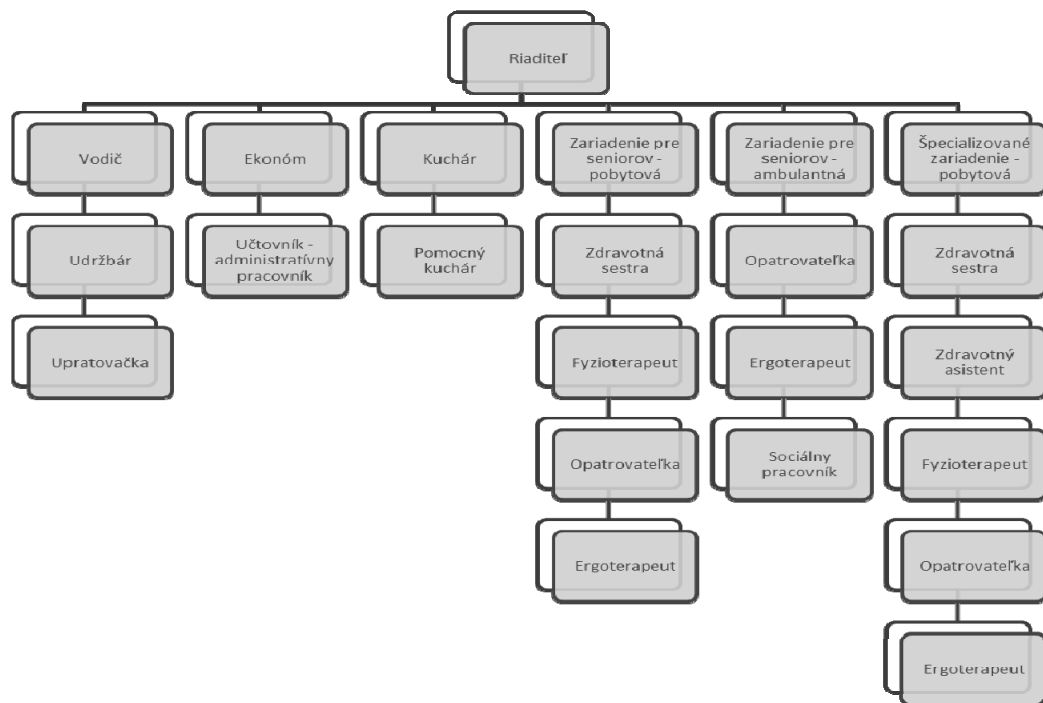 Riaditeľ
Vodič
Ekonóm
Kuchár
Zariadenie pre
seniorov -
pobytová
Zariadenie pre
seniorov -
ambulantná
Špecializované
zariadenie -
pobytová
Udržbár
Učtovník -
administratívny
pracovník
Pomocný
kuchár
Zdravotná
sestra
Opatrovateľka
Zdravotná
sestra
Upratovačka
Fyzioterapeut
Ergoterapeut
Zdravotný
asistent
Opatrovateľka
Sociálny
pracovník
Fyzioterapeut
Ergoterapeut
Opatrovateľka
Ergoterapeut